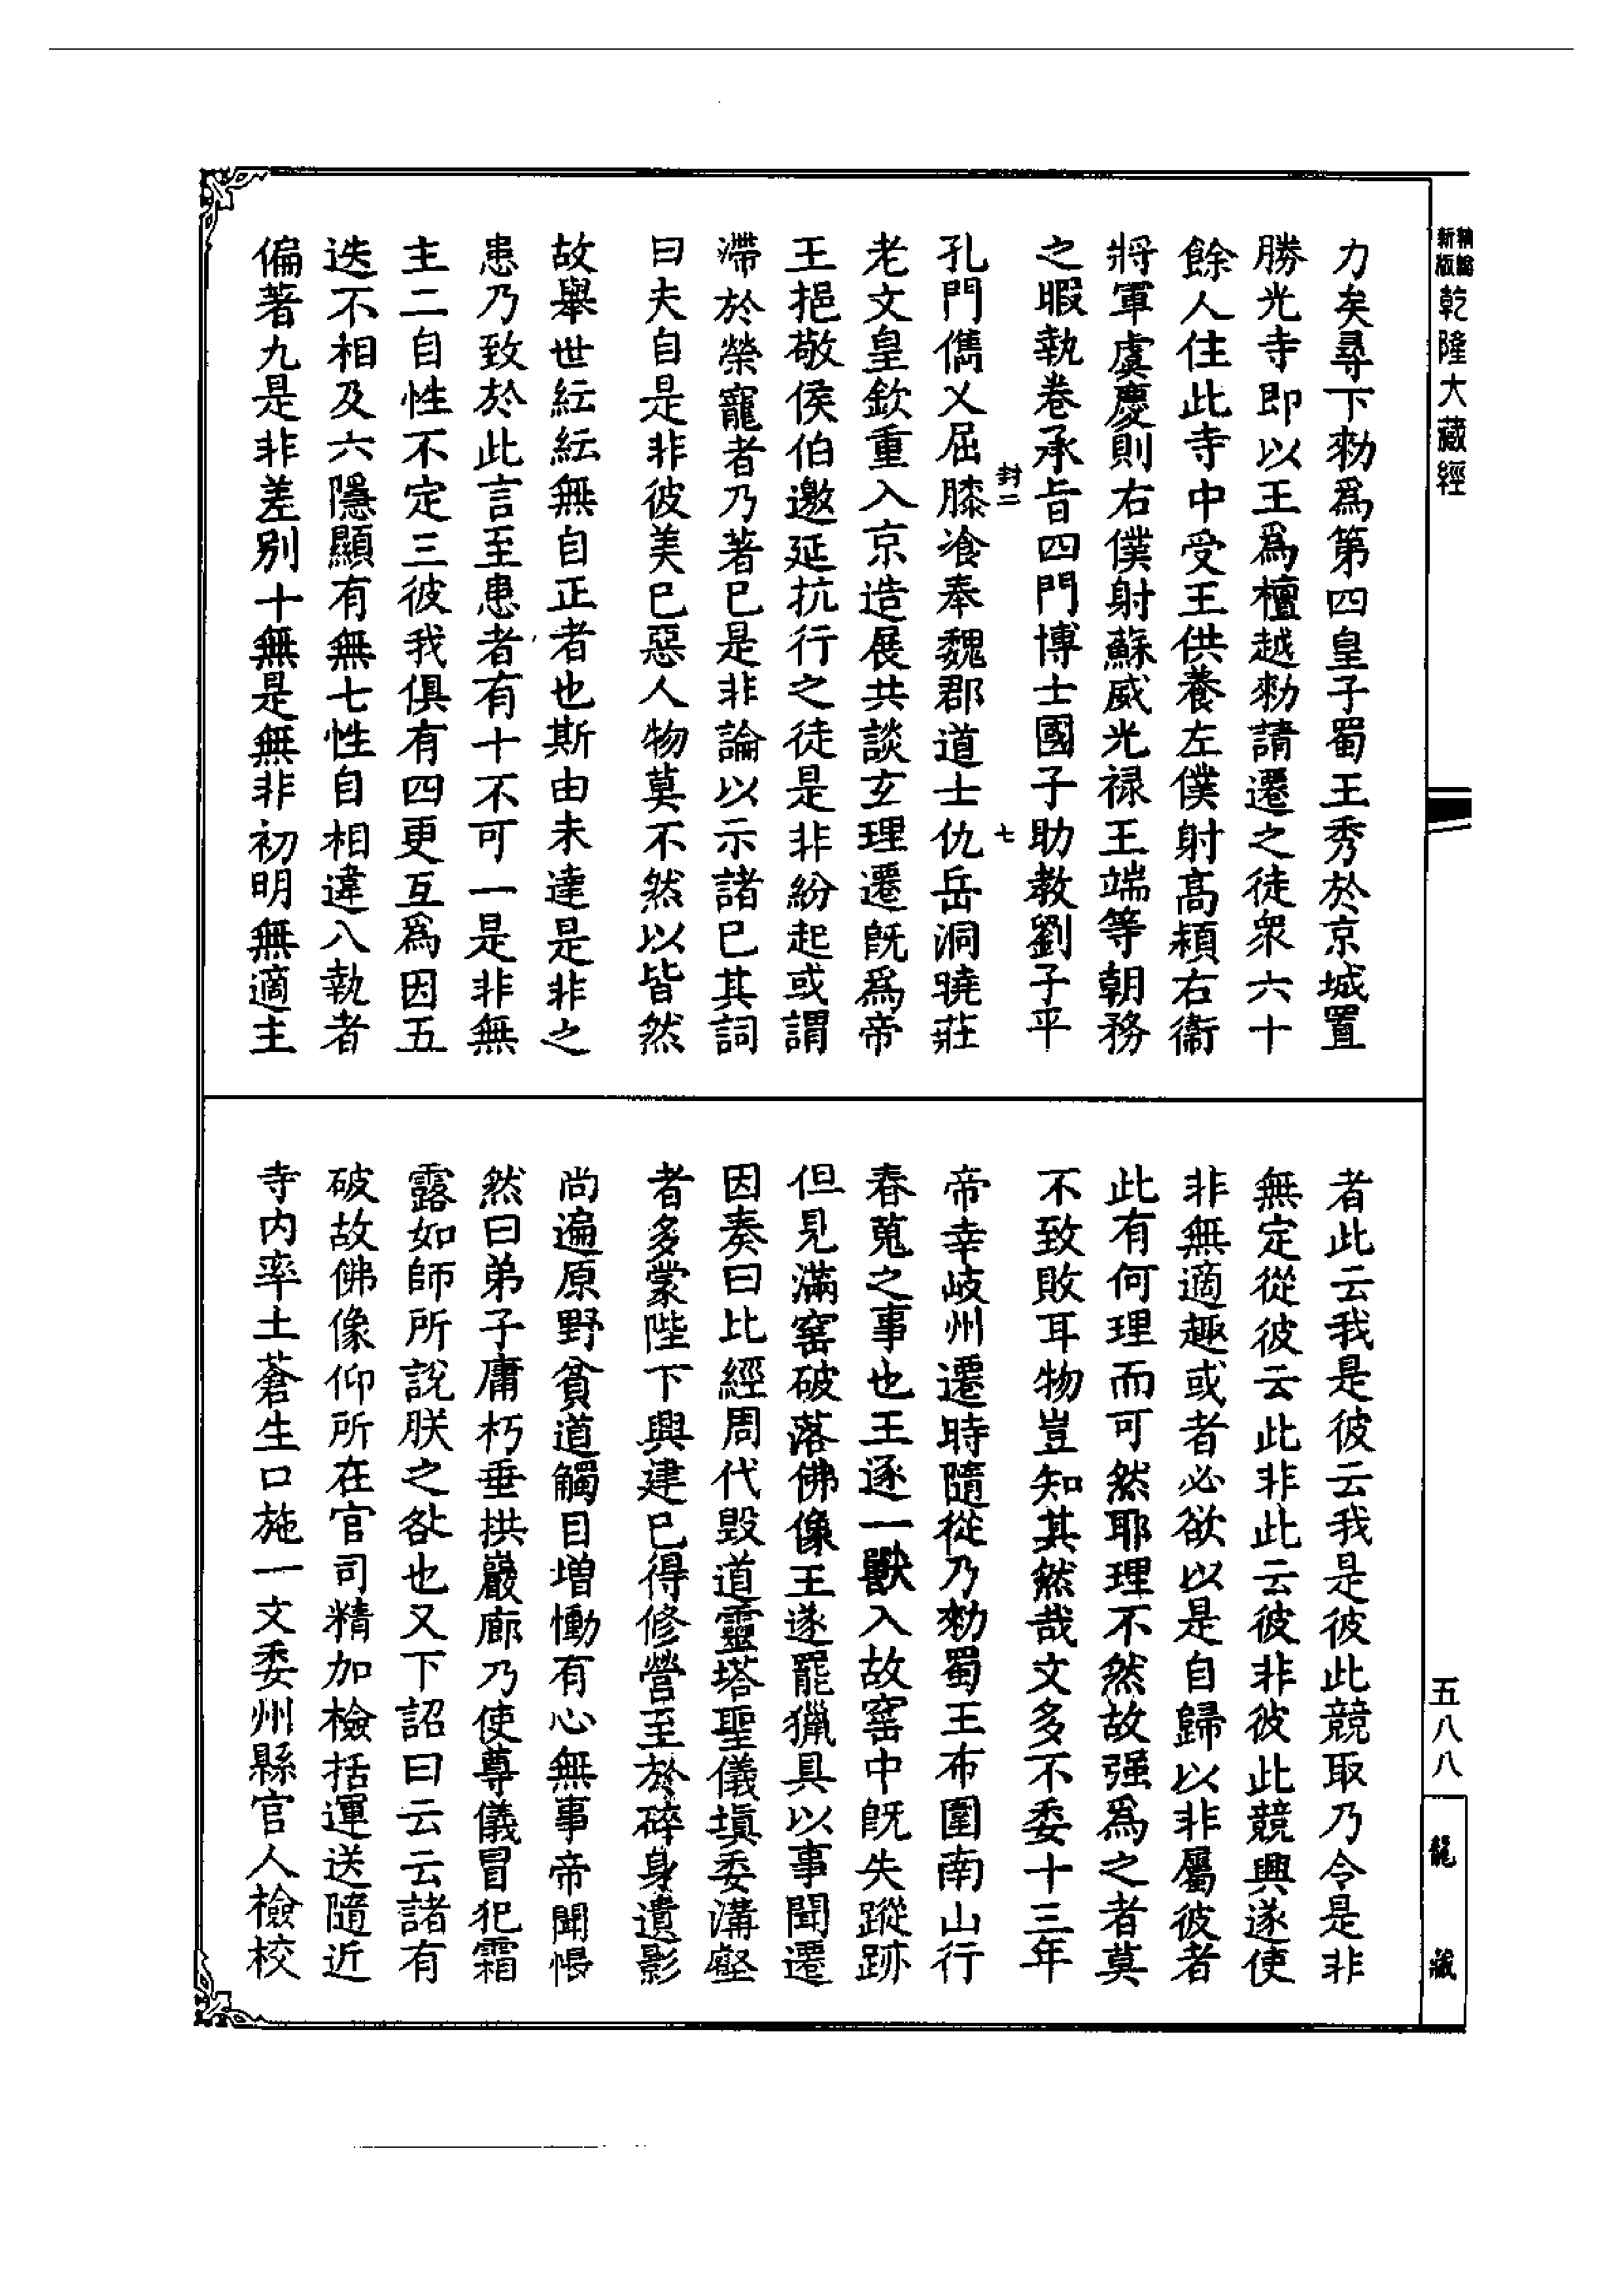 新版精縮乾隆大藏經
力矣尋下勑爲第四皇子蜀王秀於京城置
勝光寺即以王爲檀越勑請遷之徒衆六十
餘人住此寺中受王供養左僕射高熲右衞
將軍虞慶則右僕射蘇威光祿王端等朝務
之暇執卷承旨四門博士國子助教劉子平
封二 七
孔門儁乂屈膝飡奉魏郡道士仇岳洞曉莊
老文皇欽重入京造展共談玄理遷旣爲帝
王挹敬侯伯邀延抗行之徒是非紛起或謂
滯於榮寵者乃著已是非論以示諸已其詞
曰夫自是非彼美已惡人物莫不然以皆然
故舉世紜紜無自正者也斯由未達是非之
患乃致於此言至患者有十不可一是非無
主二自性不定三彼我俱有四更互爲因五
迭不相及六隱顯有無七性自相違八執者
偏著九是非差別十無是無非初明無適主
者此云我是彼云我是彼此競取乃令是非
無定從彼云此非此云彼非彼此競興遂使
非無適趣或者必欲以是自歸以非屬彼者
此有何理而可然耶理不然故强爲之者莫
不致敗耳物豈知其然哉文多不委十三年
帝幸岐州遷時隨從乃勑蜀王布圍南山行
春蒐之事也王逐一獸入故窰中旣失蹤跡
但見滿窰破落佛像王遂罷獵具以事聞遷
因奏曰比經周代毀道靈塔聖儀塡委溝壑
者多蒙陛下興建已得修營至於碎身遺影
尚遍原野貧道觸目增慟有心無事帝聞悵
然曰弟子庸朽垂拱巖廊乃使尊儀冒犯霜
露如師所說朕之咎也又下詔曰云云諸有
破故佛像仰所在官司精加檢括運送隨近
寺内率土蒼生口施一文委州縣官人檢校
五八八
龍藏